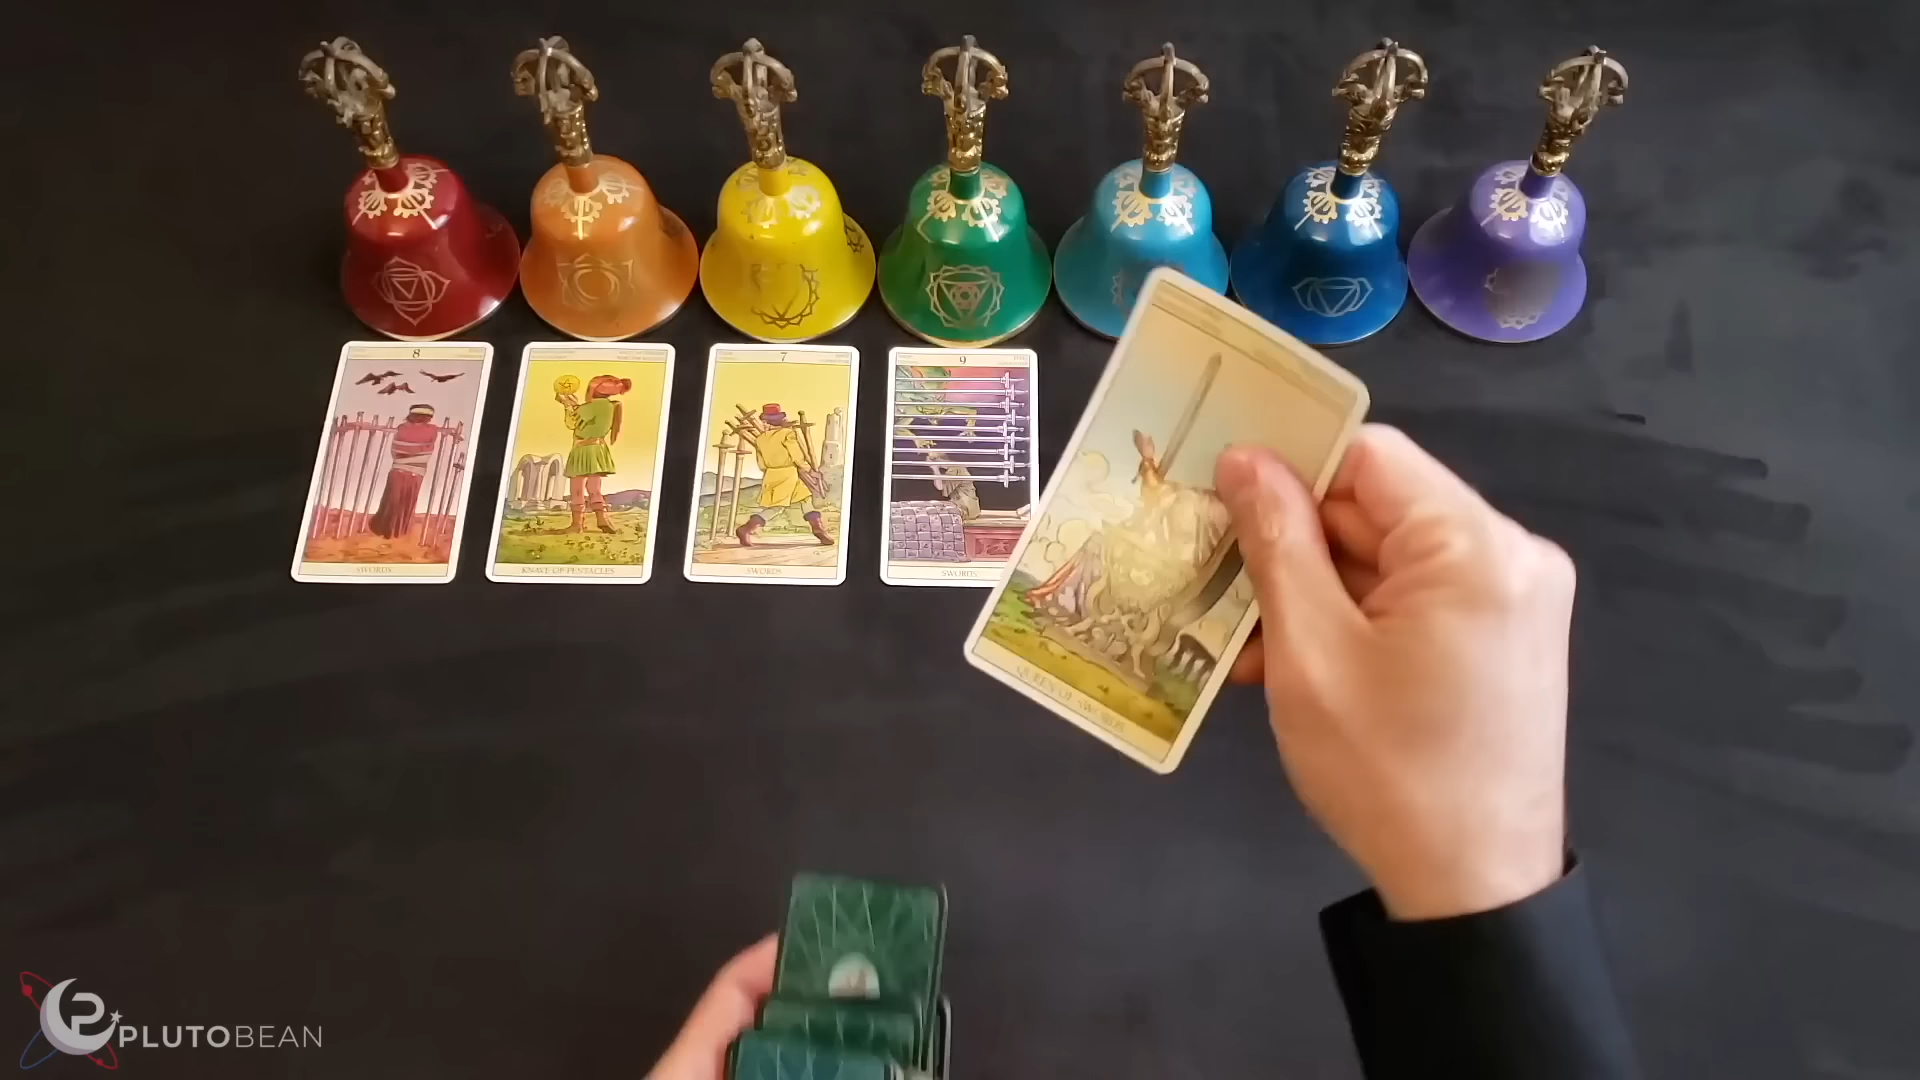 8
SWORDS
KNAVE OF PENTACLES
7
SWORDS
9
SWORDS
QUEEN OF SWORDS
PLUTOBEAN